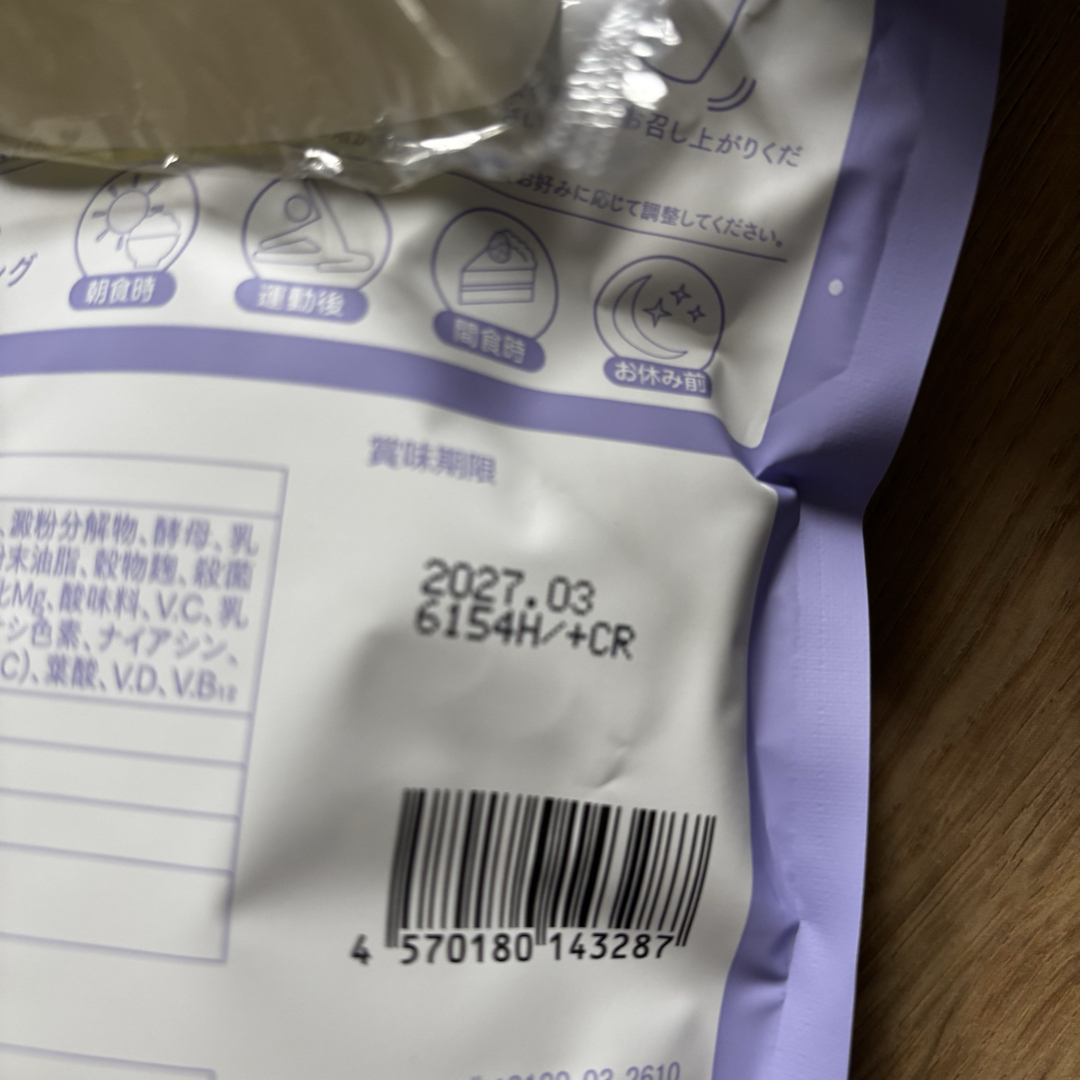 お召し上がりくだ
お好みに応じて調整してください。
ング
朝食時
運動後
間食時
お休み前
賞味期限
2027.03
6154H/+CR
、澱粉分解物、酵母、乳
末油脂、穀物麹、殺菌
Mg、酸味料、V.C、乳
シ色素、ナイアシン、
C)、葉酸、V.D、V.B₁₂
4 570180 143287